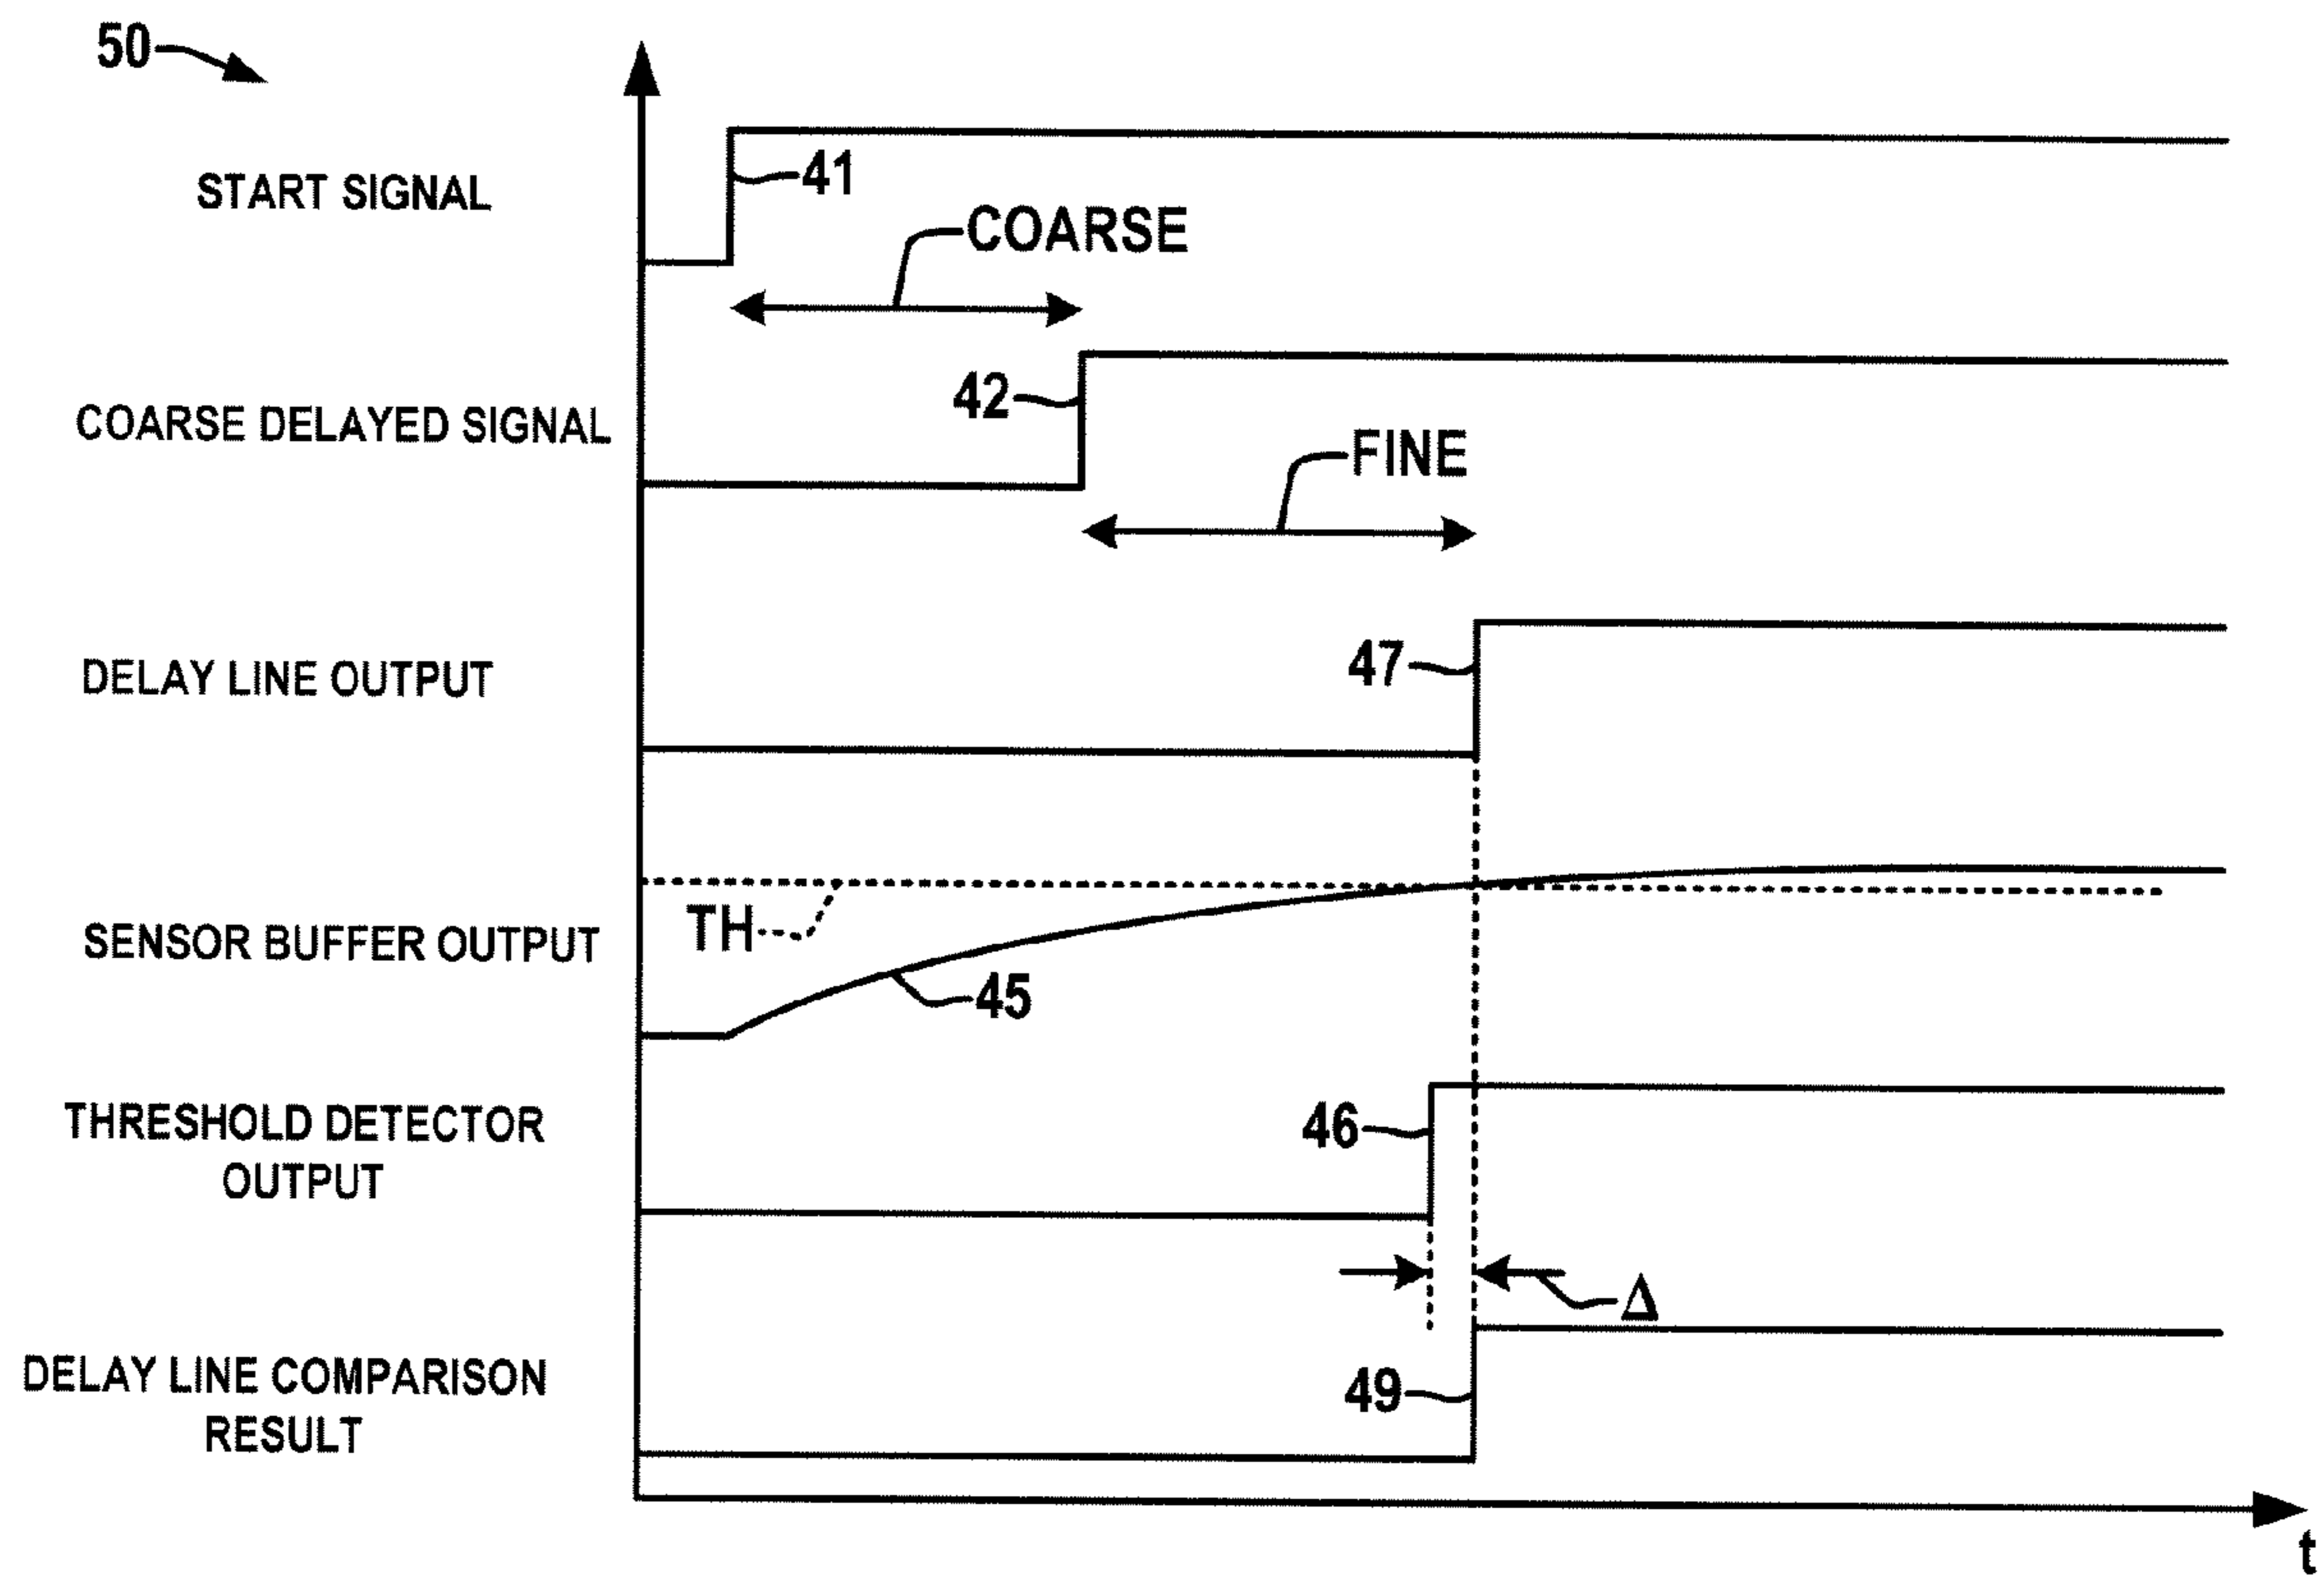 50
START SIGNAL
41
COARSE
COARSE DELAYED SIGNAL
42
FINE
DELAY LINE OUTPUT
47
SENSOR BUFFER OUTPUT
TH
45
THRESHOLD DETECTOR
OUTPUT
46
Δ
DELAY LINE COMPARISON
RESULT
49
t